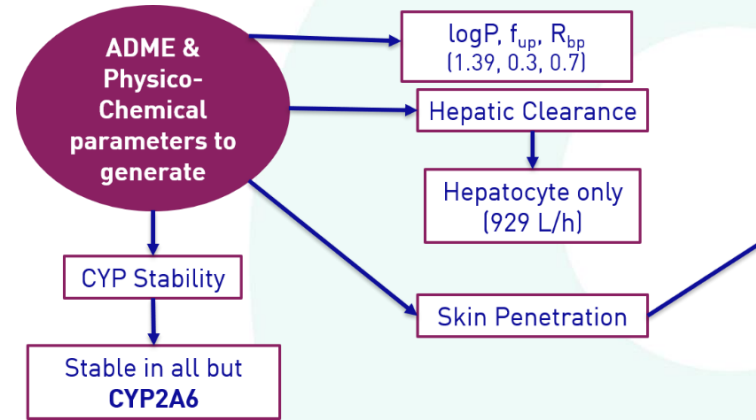 ADME &
Physico-
Chemical
parameters to
generate
logP, fup, Rbp
(1.39, 0.3, 0.7)
Hepatic Clearance
Hepatocyte only
(929 L/h)
CYP Stability
Skin Penetration
Stable in all but
CYP2A6